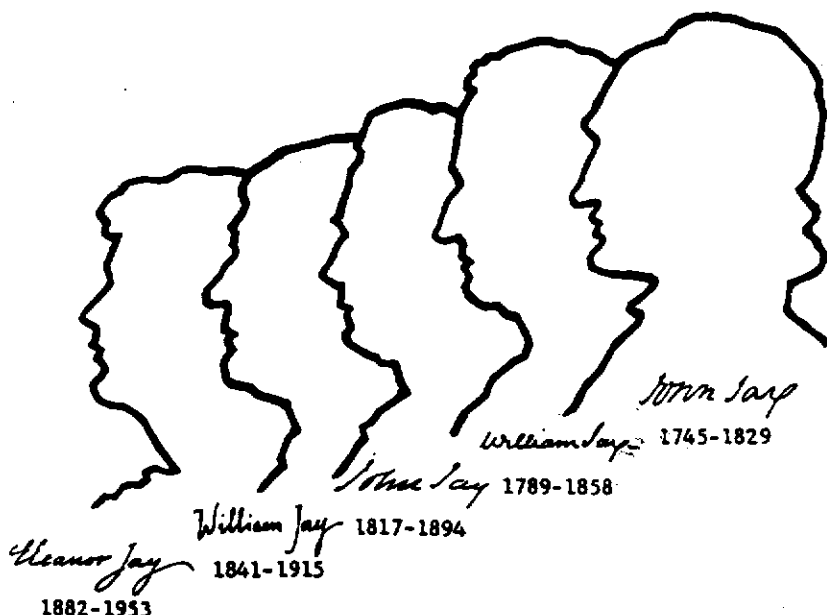 John Jay
1745-1829
William Jay
1789-1858
John Jay
1817-1894
William Jay
1841-1915
Eleanor Jay
1882-1953